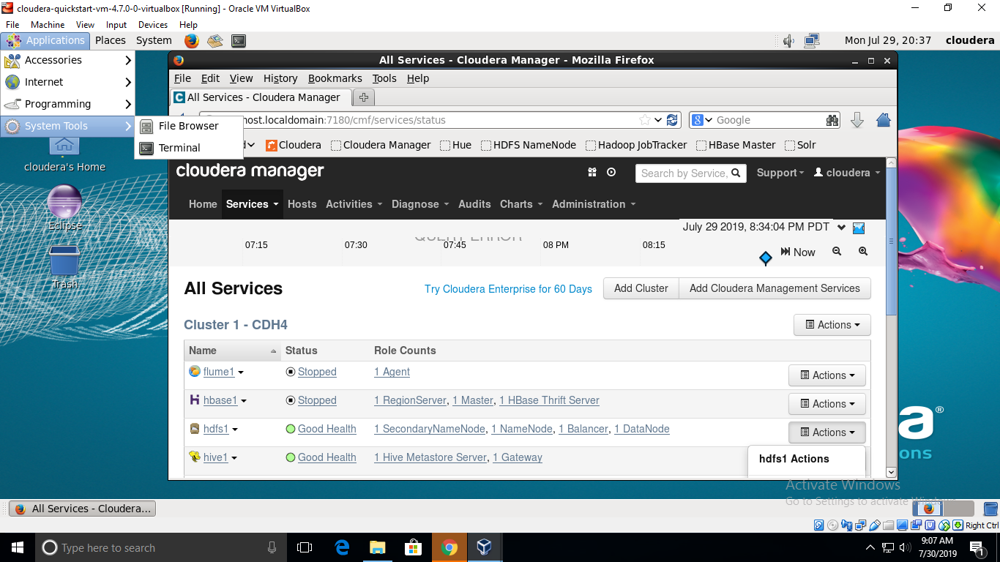 cloudera-quickstart-vm-4.7.0-0-virtualbox [Running] - Oracle VM VirtualBox
File Machine View Input Devices Help
Applications Places System Mon Jul 29, 20:37 cloudera
Accessories
Internet
Programming
System Tools
File Browser
Terminal
cloudera's Home
Eclipse
Trash
All Services - Cloudera Manager - Mozilla Firefox
File Edit View History Bookmarks Tools Help
All Services - Cloudera Manager
host.localdomain:7180/cmf/services/status Google
Cloudera Cloudera Manager Hue HDFS NameNode Hadoop JobTracker HBase Master Solr
cloudera manager Search by Service, Support cloudera
Home Services Hosts Activities Diagnose Audits Charts Administration
July 29 2019, 8:34:04 PM PDT
QUERY ERROR
07:15 07:30 07:45 08 PM 08:15
Now
All Services Try Cloudera Enterprise for 60 Days Add Cluster Add Cloudera Management Services
Cluster 1 - CDH4 Actions
Name Status Role Counts
flume1 Stopped 1 Agent Actions
hbase1 Stopped 1 RegionServer, 1 Master, 1 HBase Thrift Server Actions
hdfs1 Good Health 1 SecondaryNameNode, 1 NameNode, 1 Balancer, 1 DataNode Actions
hive1 Good Health 1 Hive Metastore Server, 1 Gateway
hdfs1 Actions
a®
ons
Activate Windows
Go to Settings to activate Windows.
All Services - Cloudera...
Right Ctrl
Type here to search
9:07 AM
7/30/2019
1